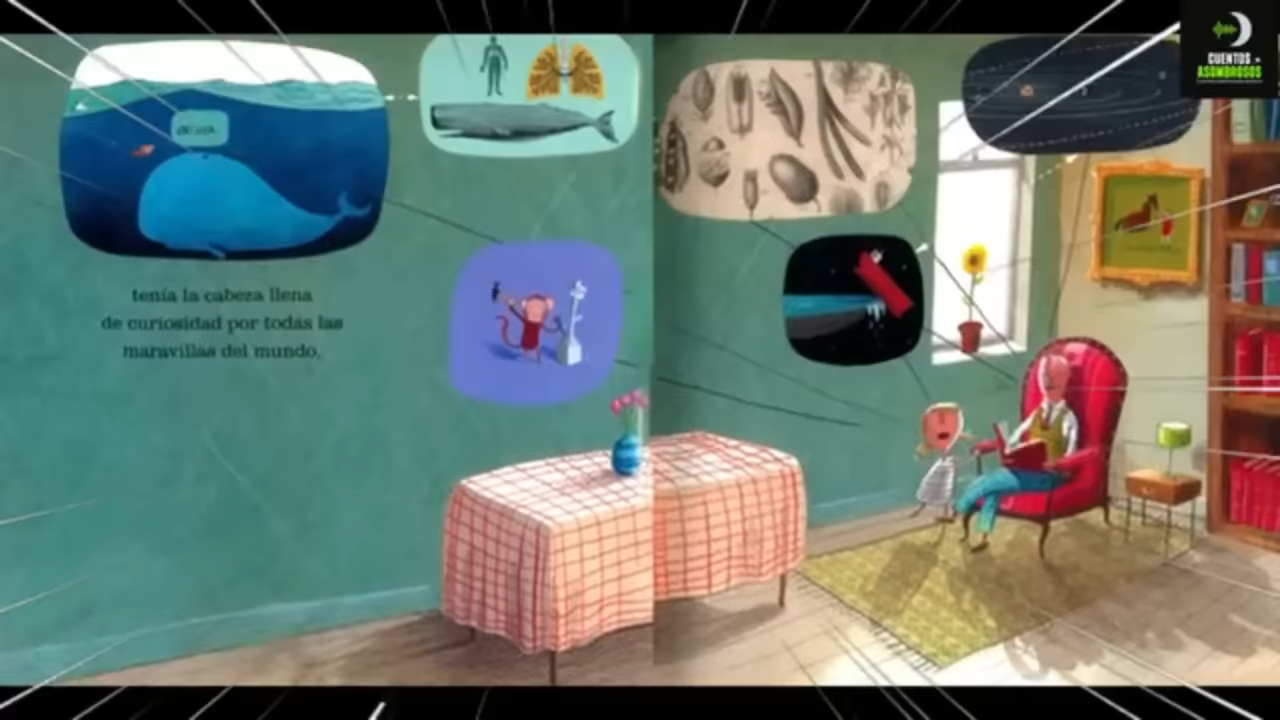 tenía la cabeza llena
de curiosidad por todas las
maravillas del mundo,
CUENTOS
ASOMBROSOS